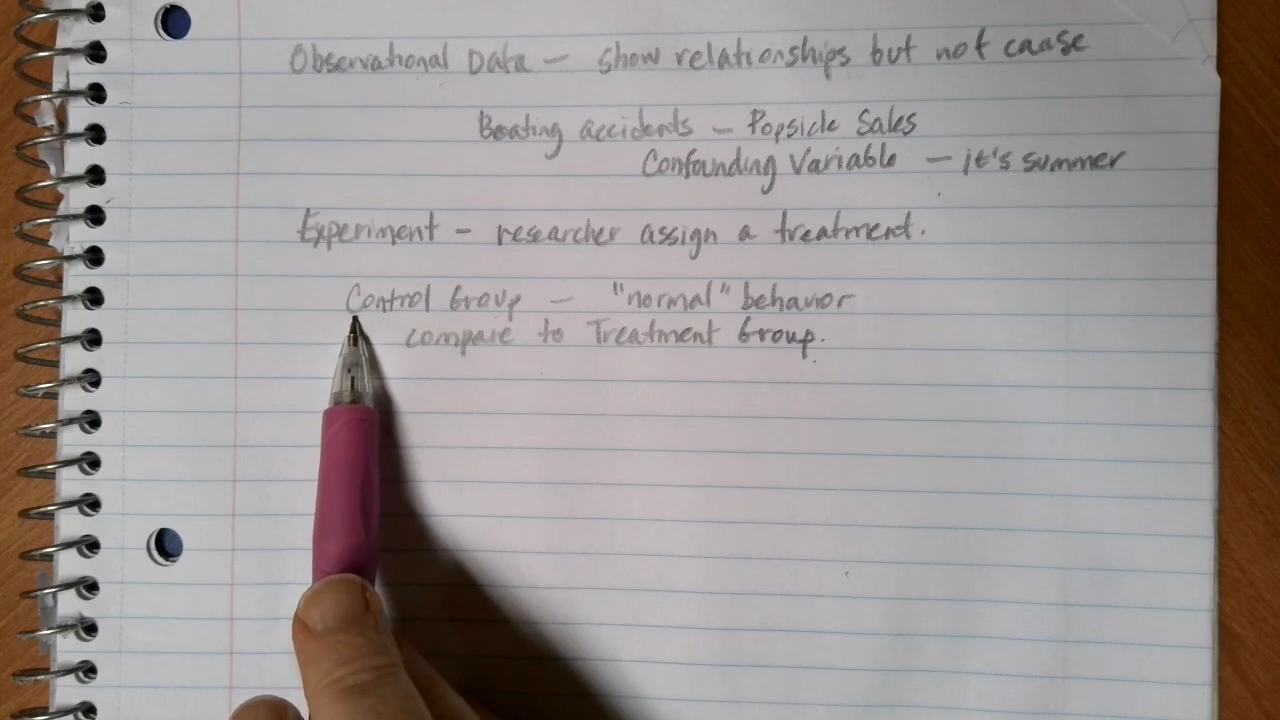 Observational Data - show relationships but not cause
Boating accidents - Popsicle Sales
Confounding Variable - it's summer
Experiment - researcher assign a treatment.
Control Group - "normal" behavior
compare to Treatment Group.